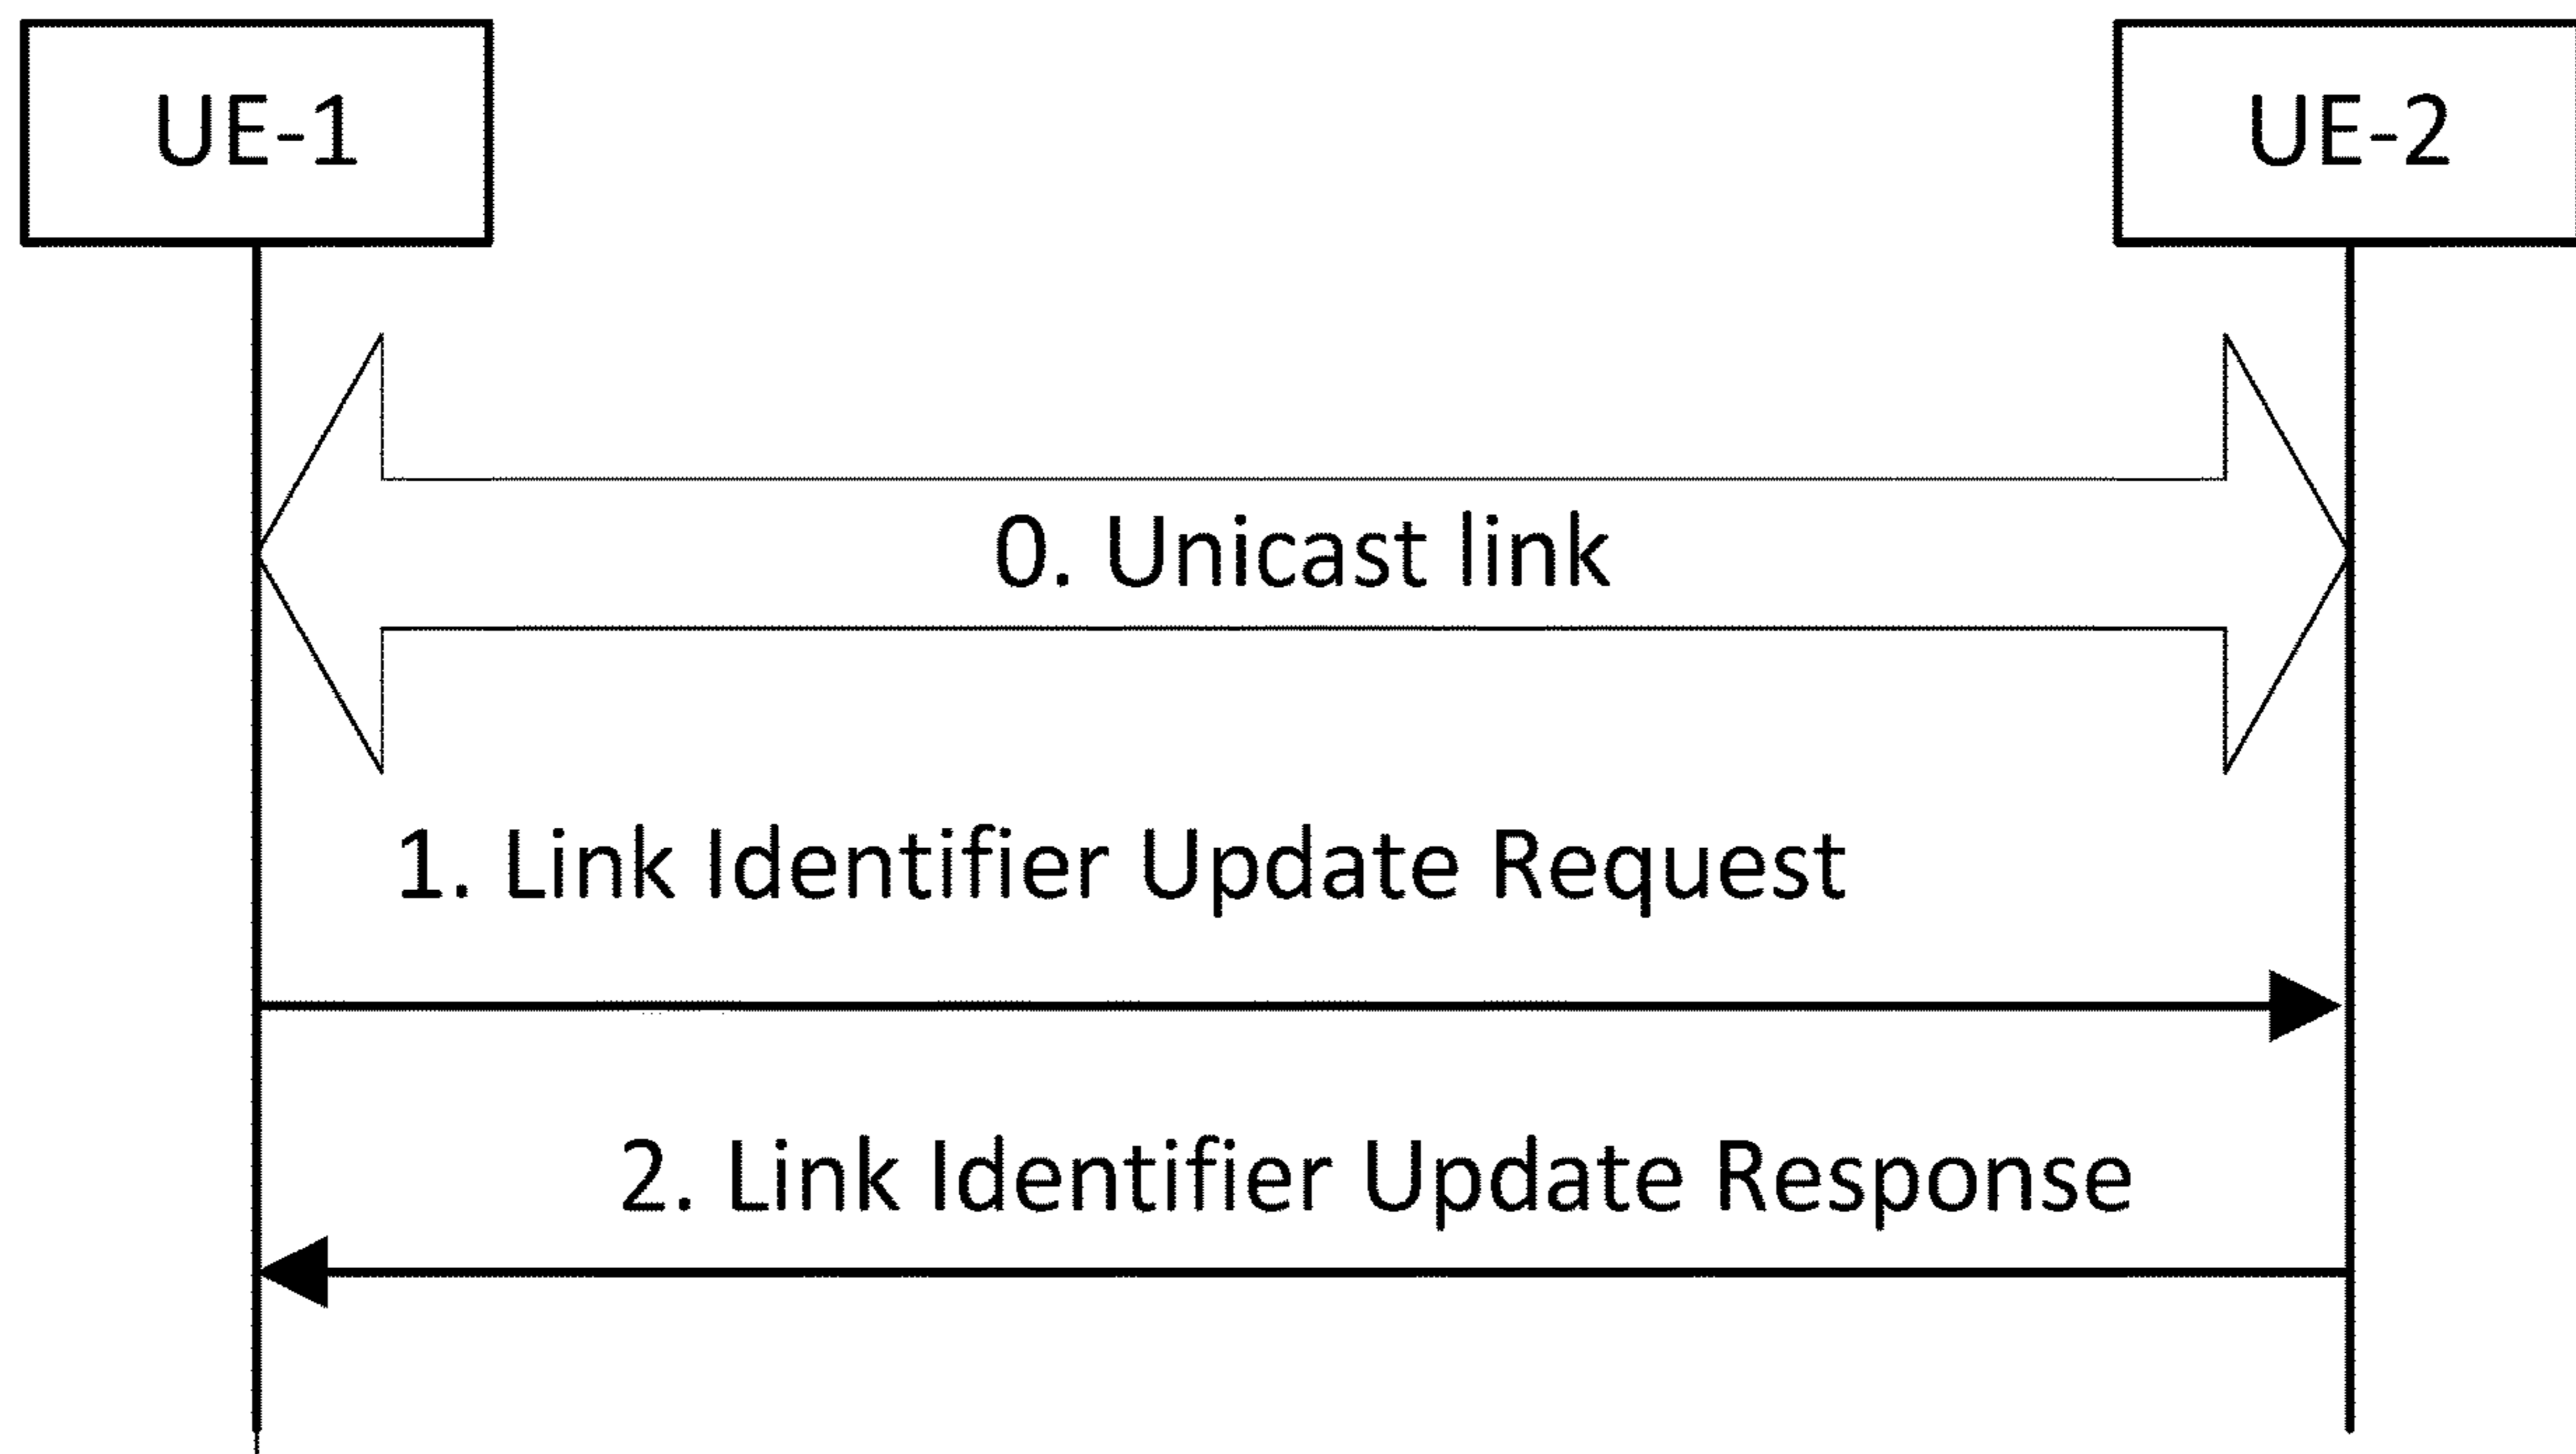 UE-1
UE-2
0. Unicast link
1. Link Identifier Update Request
2. Link Identifier Update Response